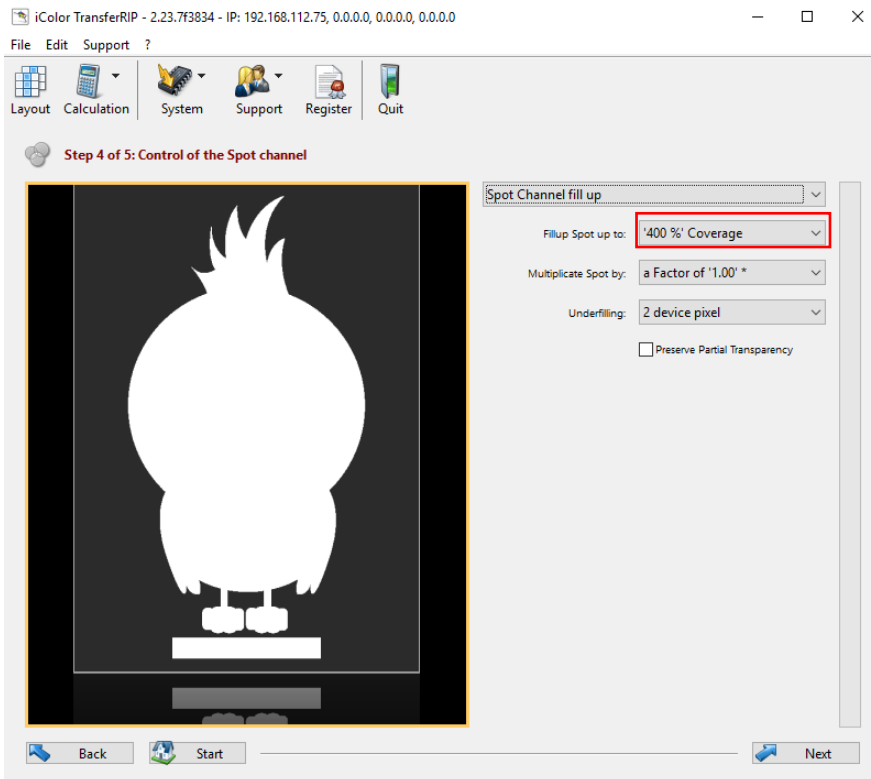 iColor TransferRIP - 2.23.7f3834 - IP: 192.168.112.75, 0.0.0.0, 0.0.0.0, 0.0.0.0
File Edit Support ?
Layout Calculation System Support Register Quit
Step 4 of 5: Control of the Spot channel
Spot Channel fill up
Fillup Spot up to: '400 %' Coverage
Multiplicate Spot by: a Factor of '1.00' *
Underfilling: 2 device pixel
Preserve Partial Transparency
Back Start Next